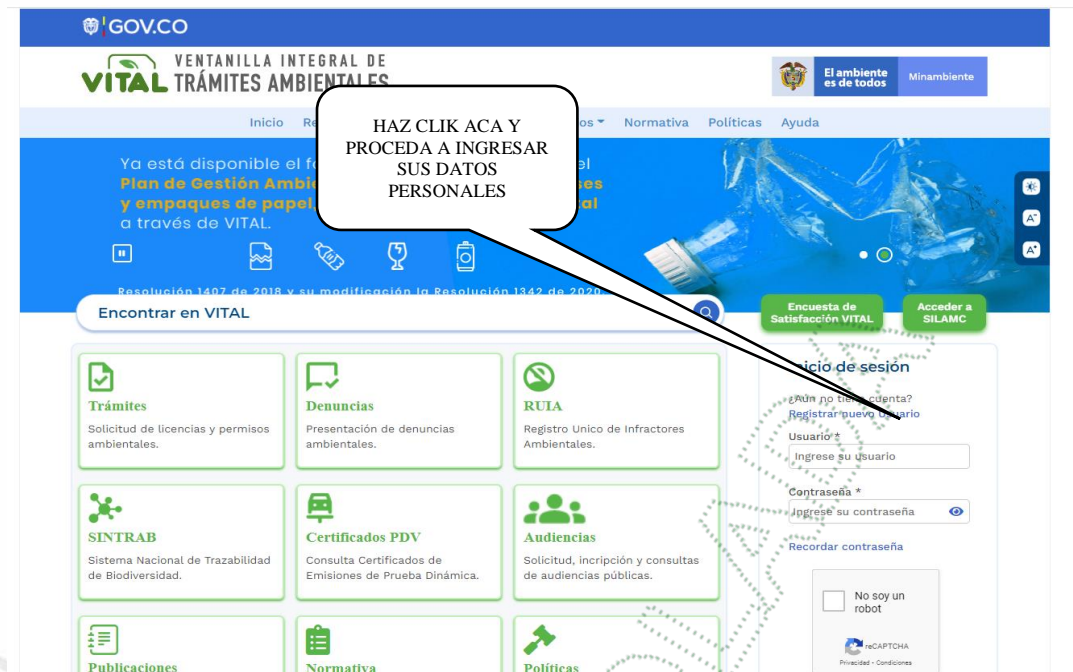 GOV.CO
VITAL
VENTANILLA INTEGRAL DE
TRÁMITES AMBIENTALES
El ambiente
es de todos
Minambiente
Inicio
Normativa
Políticas
Ayuda
HAZ CLIK ACA Y
PROCEDA A INGRESAR
SUS DATOS
PERSONALES
Ya está disponible el
Plan de Gestión
y empaques de
a través de VITAL.
A-
A+
Resolución 1407 de 2018 y su modificación la Resolución 1342 de 2020
Encontrar en VITAL
Encuesta de
Satisfacción VITAL
Acceder a
SILAMC
Trámites
Solicitud de licencias y permisos
ambientales.
Denuncias
Presentación de denuncias
ambientales.
RUIA
Registro Unico de Infractores
Ambientales.
SINTRAB
Sistema Nacional de Trazabilidad
de Biodiversidad.
Certificados PDV
Consulta Certificados de
Emisiones de Prueba Dinámica.
Audiencias
Solicitud, incripción y consultas
de audiencias públicas.
Publicaciones
Normativa
Políticas
Inicio de sesión
¿Aún no tiene cuenta?
Registrar nuevo Usuario
Usuario *
Ingrese su usuario
Contraseña *
Ingrese su contraseña
Recordar contraseña
No soy un
robot
reCAPTCHA
Privacidad - Condiciones